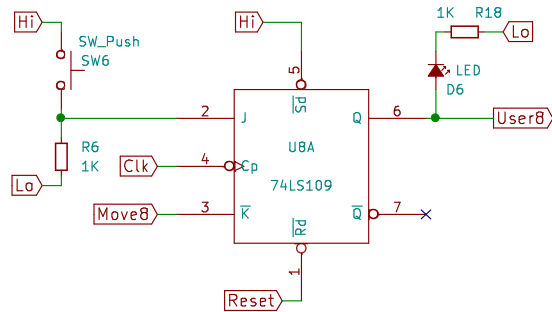 Hi
SW_Push
SW6
R6
1K
Lo
Hi
1K R18
Lo
LED
D6
5
PS
2
J
Q
6
User8
U8A
Clk
4
Cp
74LS109
Move8
3
K
Q
7
Rd
1
Reset